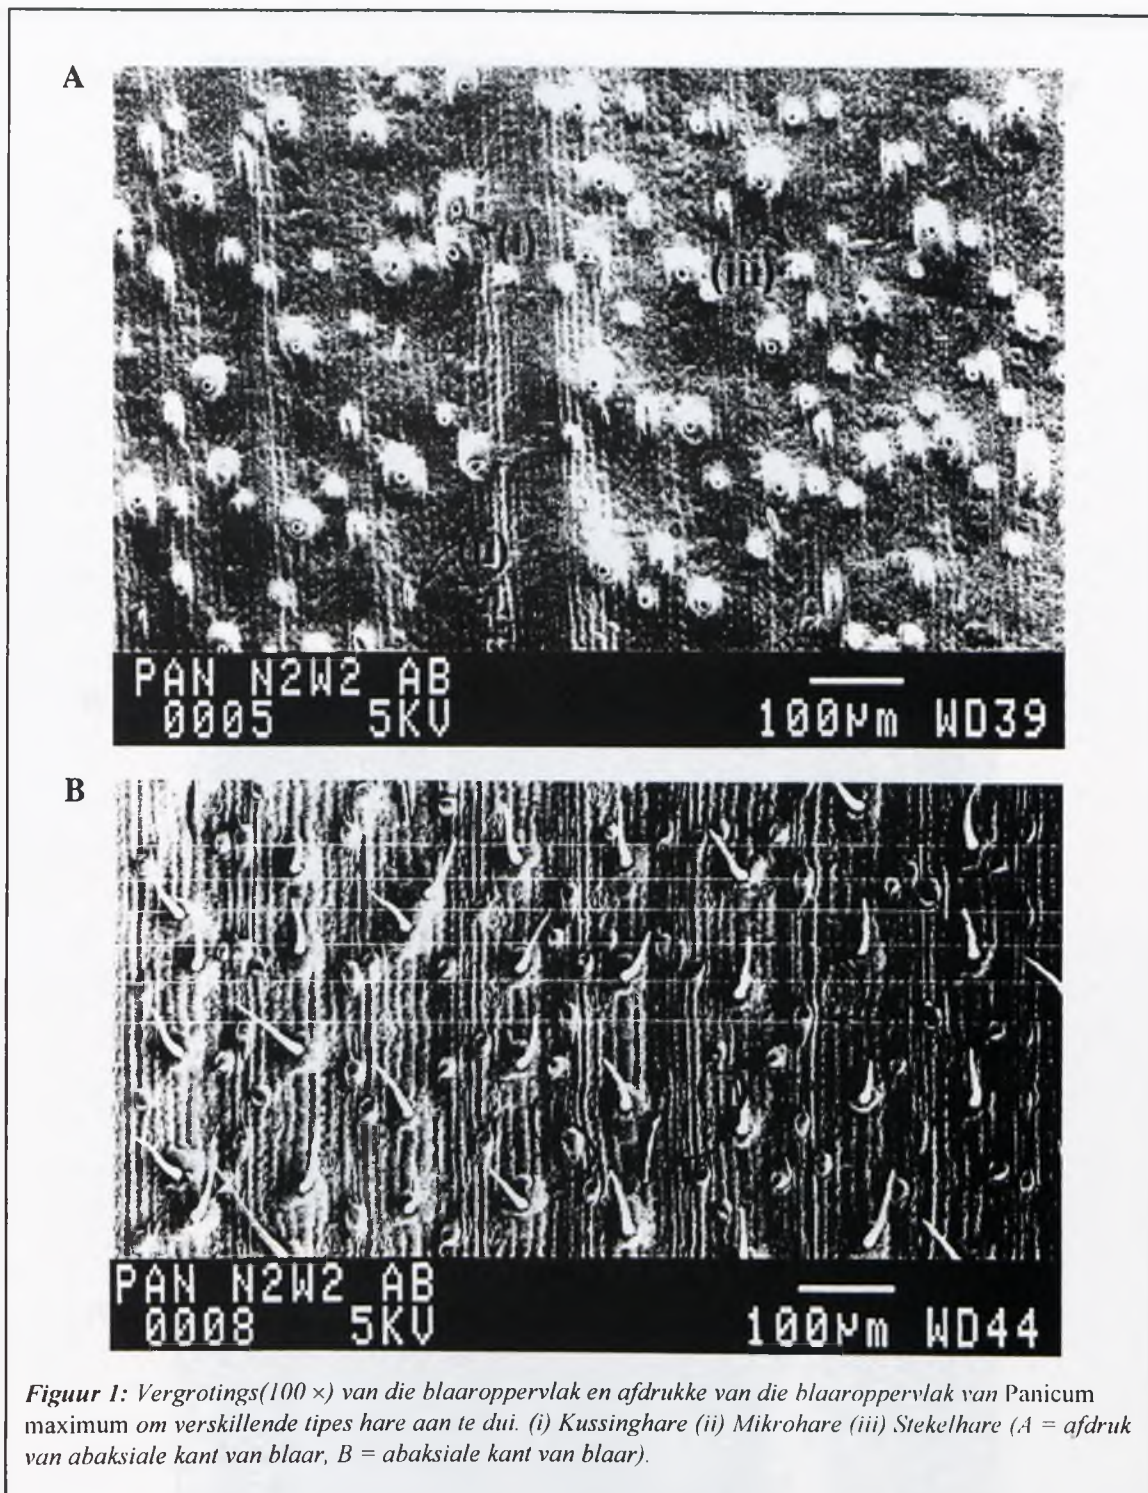 A
(i)
(iii)
(ii)
PAN N2W2 AB
0005 5KV 100μm WD39
B
PAN N2W2 AB
0008 5KV 100μm WD44
Figuur 1: Vergrotings(100 ×) van die blaaroppervlak en afdrukke van die blaaroppervlak van Panicum
maximum om verskillende tipes hare aan te dui. (i) Kussinghare (ii) Mikrohare (iii) Stekelhare (A = afdruk
van abaksiale kant van blaar, B = abaksiale kant van blaar).